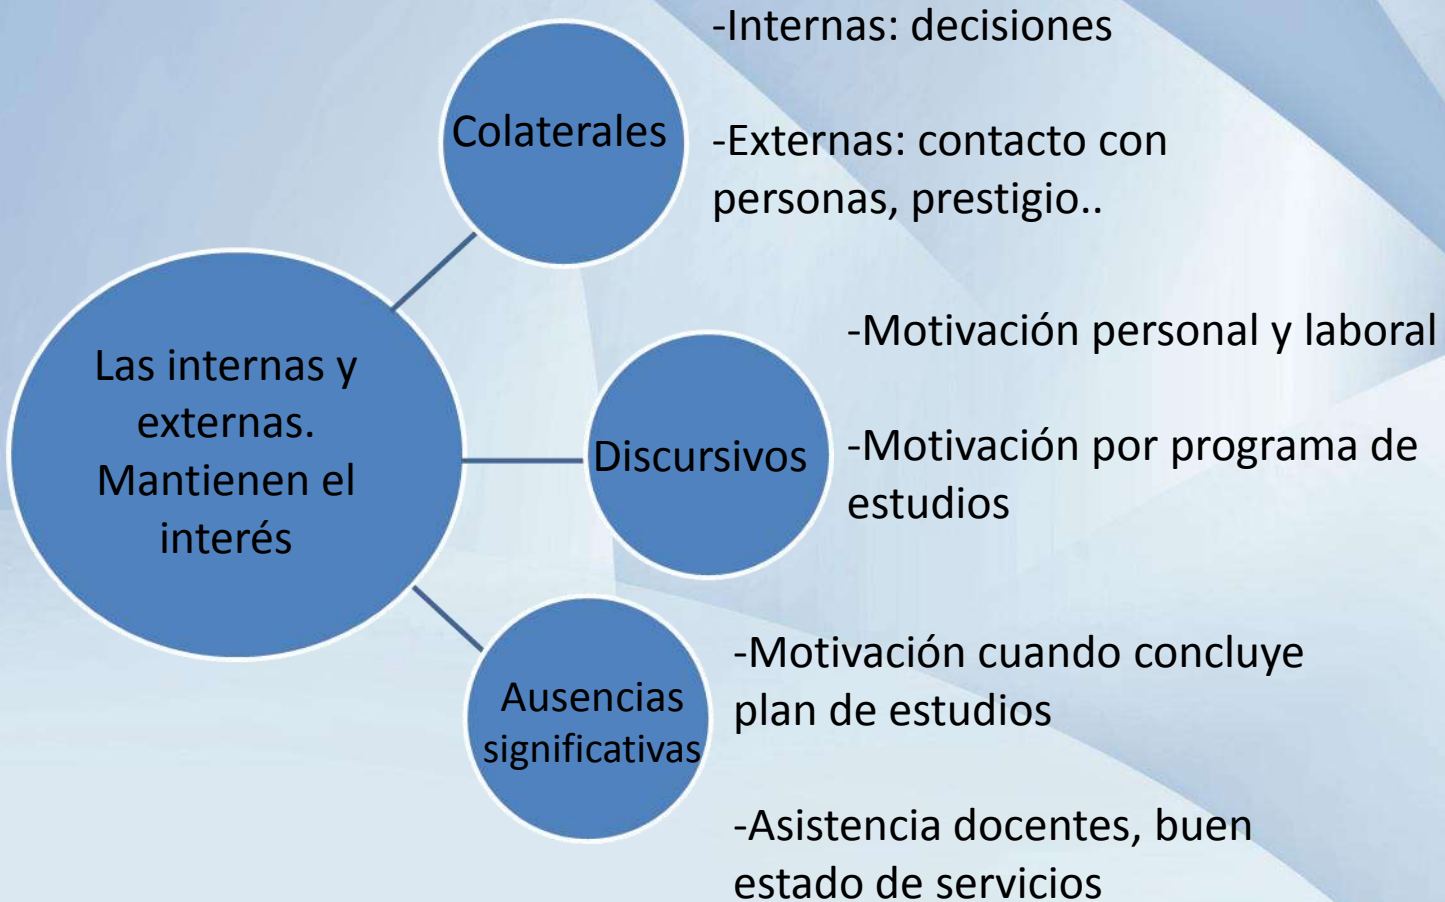 Las internas y
externas.
Mantienen el
interés
Colaterales
-Internas: decisiones
-Externas: contacto con
personas, prestigio..
Discursivos
-Motivación personal y laboral
-Motivación por programa de
estudios
Ausencias
significativas
-Motivación cuando concluye
plan de estudios
-Asistencia docentes, buen
estado de servicios